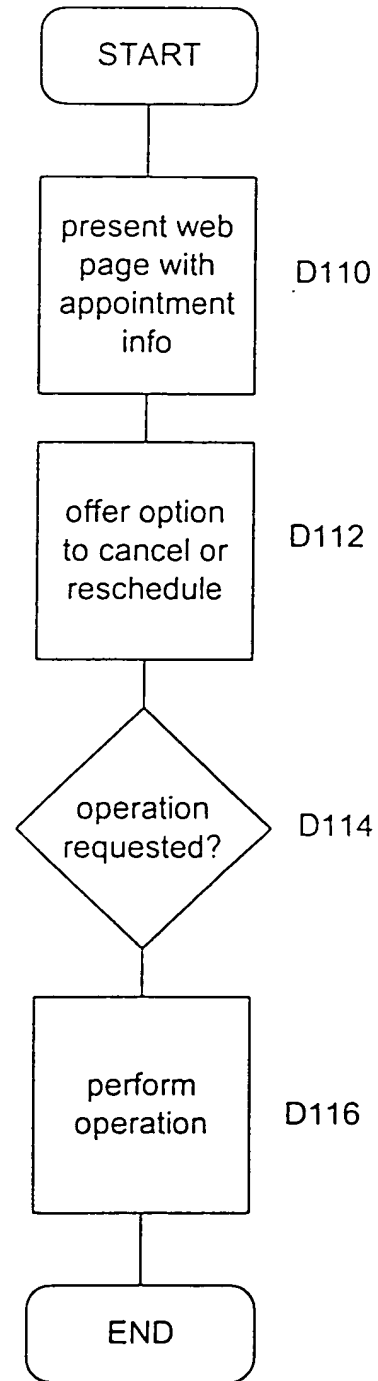 START
present web
page with
appointment
info
D110
offer option
to cancel or
reschedule
D112
operation
requested?
D114
perform
operation
D116
END